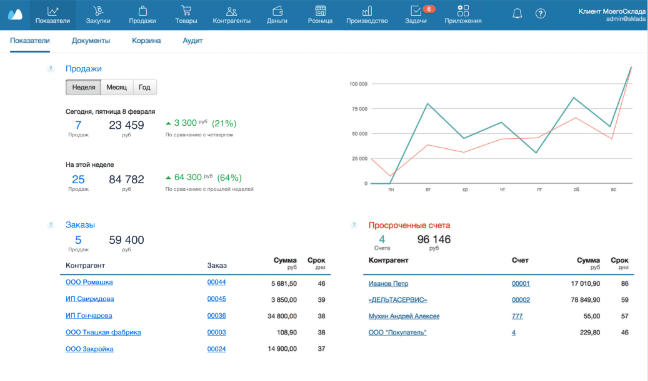 Показатели Закупки Продажи Товары Контрагенты Деньги Розница Производство Задачи 6 Приложения ? Клиент МоегоСклада
admin@sklada
Показатели Документы Корзина Аудит
? Продажи
Неделя Месяц Год
Сегодня, пятница 8 февраля
7 23 459 3 300 руб (21%)
Продаж руб По сравнению с четвергом
На этой неделе
25 84 782 64 300 руб (64%)
Продаж руб По сравнению с прошлой неделей
100 000
50 000
25 000
0
пн вт ср чт пт сб вс
? Заказы
5 59 400
Продаж руб
Контрагент Заказ Сумма Срок
руб дни
ООО Ромашка 00044 5 681,50 46
ИП Свиридова 00045 3 850,00 39
ИП Гончарова 00036 34 800,00 38
ООО Ткацкая фабрика 00003 108,90 38
ООО Закройка 00024 14 900,00 37
? Просроченные счета
4 96 146
Счета руб
Контрагент Счет Сумма Срок
руб дни
Иванов Петр 00001 17 010,90 86
«ДЕЛЬТАСЕРВИС» 00002 78 849,90 59
Мухин Андрей Алексее 777 55,00 57
ООО "Покупатель" 4 229,80 46